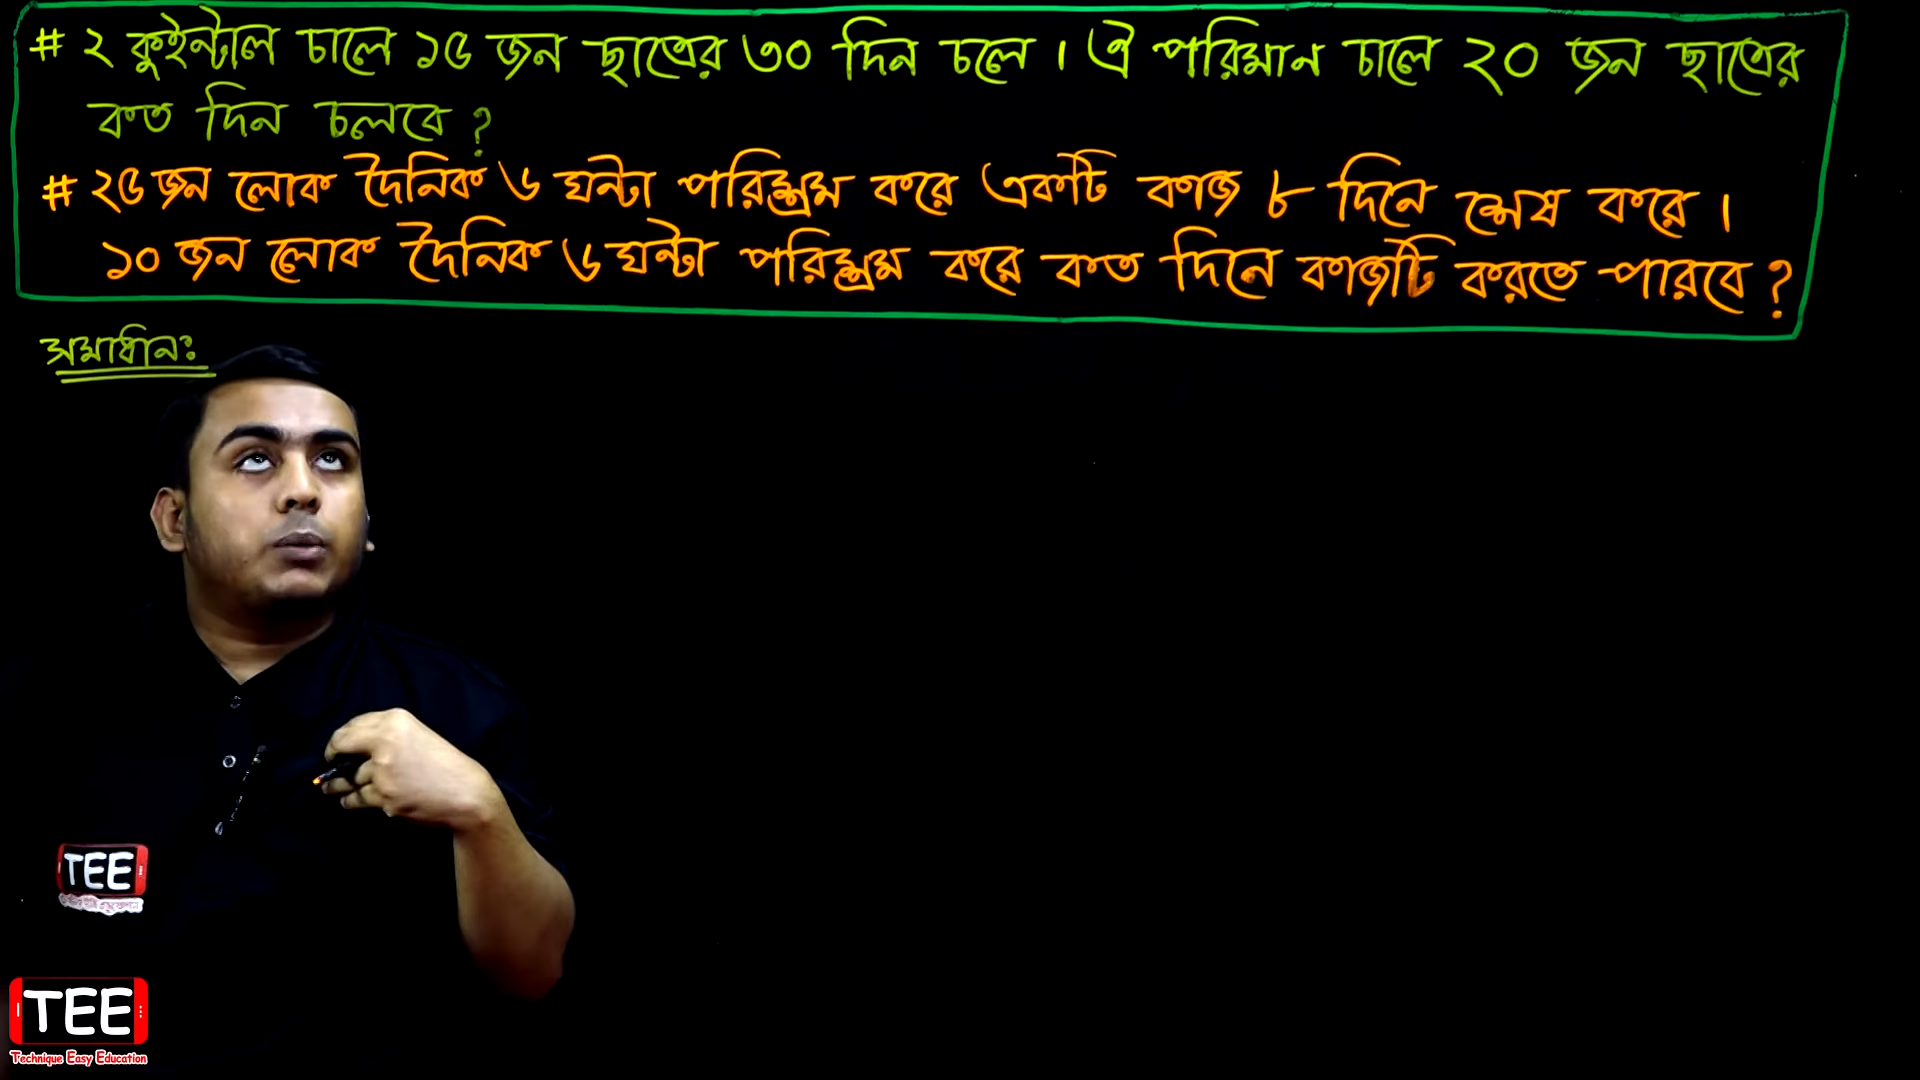 # ২ কুইন্টাল চালে ১৫ জন ছাত্রের ৩০ দিন চলে । ঐ পরিমান চালে ২০ জন ছাত্রের
কত দিন চলবে ?
# ২৫ জন লোক দৈনিক ৬ ঘন্টা পরিশ্রম করে একটি কাজ ৮ দিনে শেষ করে ।
১০ জন লোক দৈনিক ৬ ঘন্টা পরিশ্রম করে কত দিনে কাজটি করতে পারবে ?
সমাধানঃ
TEE
TEE
Technique Easy Education